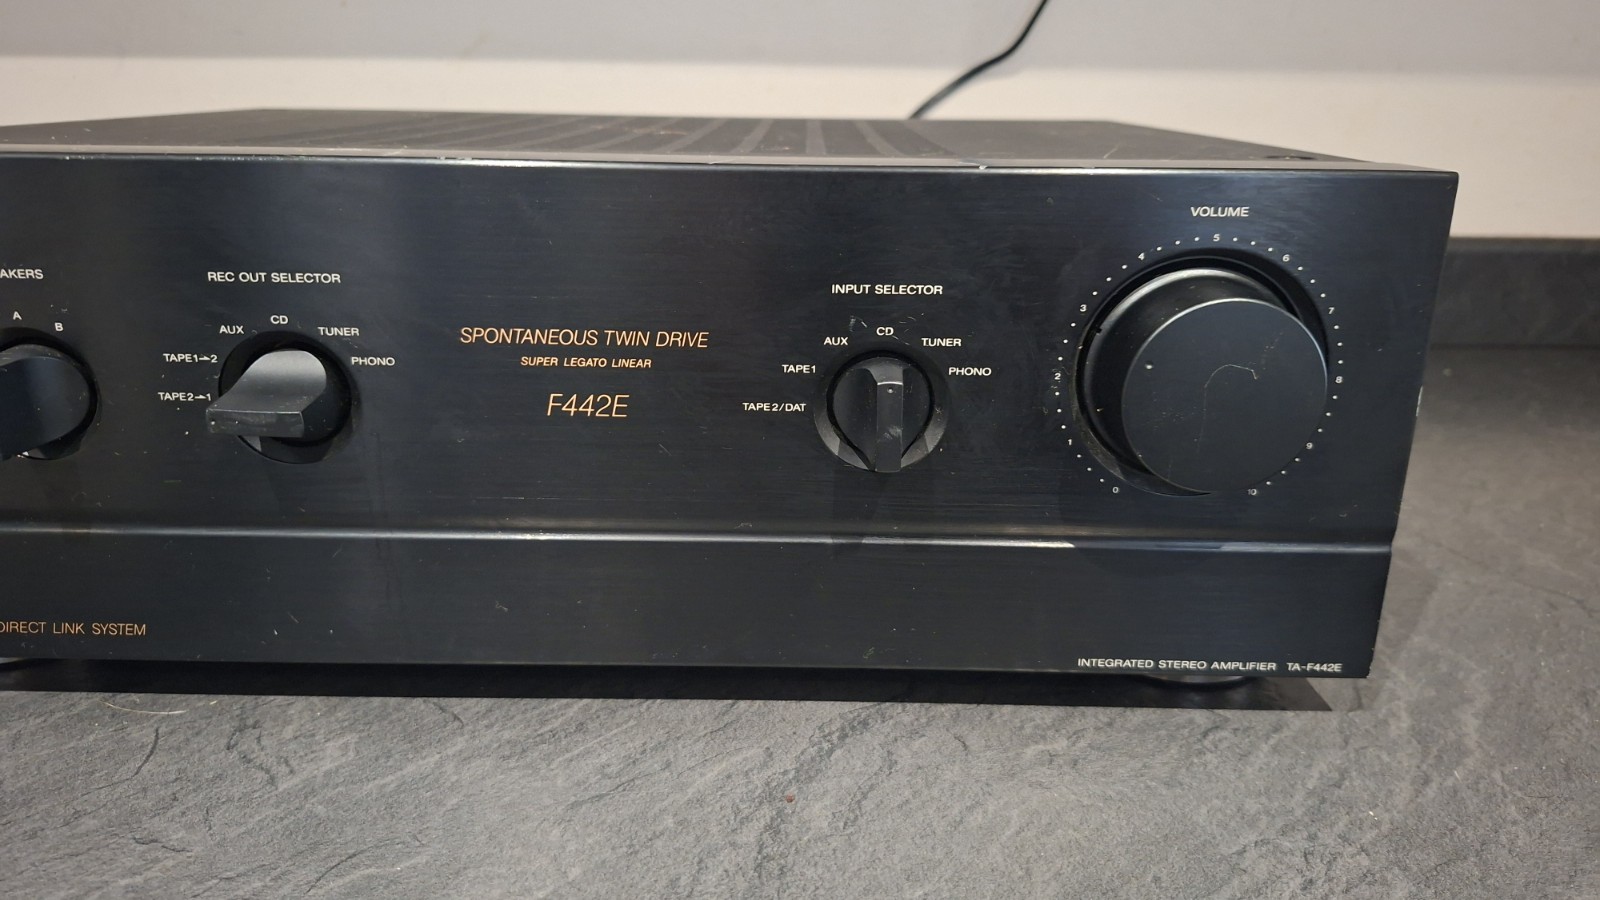 AKERS
A
B
REC OUT SELECTOR
AUX
CD
TUNER
TAPE1→2
PHONO
TAPE2→1
SPONTANEOUS TWIN DRIVE
SUPER LEGATO LINEAR
F442E
INPUT SELECTOR
AUX
CD
TUNER
TAPE1
PHONO
TAPE2/DAT
VOLUME
0
1
2
3
4
5
6
7
8
9
10
DIRECT LINK SYSTEM
INTEGRATED STEREO AMPLIFIER TA-F442E